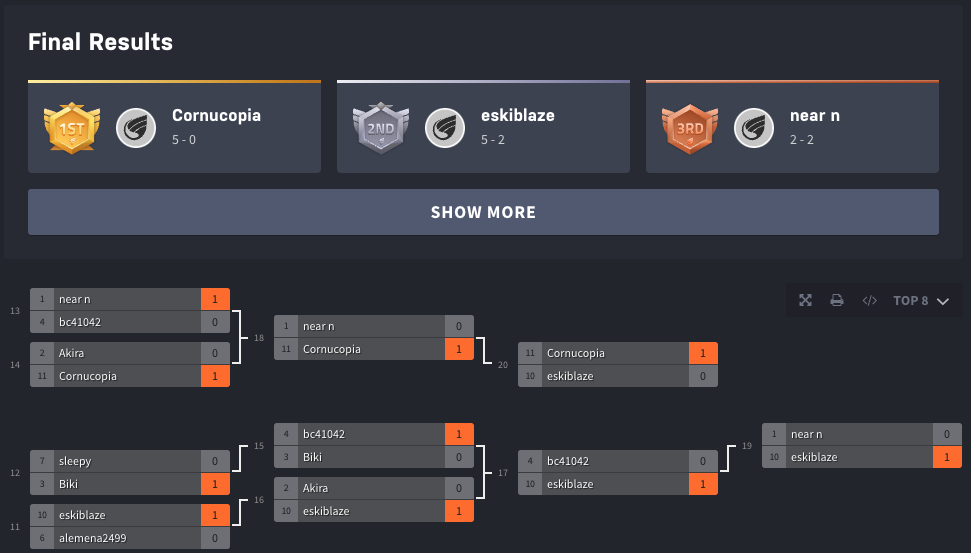 Final Results
1ST
Cornucopia
5 - 0
2ND
eskiblaze
5 - 2
3RD
near n
2 - 2
SHOW MORE
TOP 8
13
1 near n 1
4 bc41042 0
14
2 Akira 0
11 Cornucopia 1
18
1 near n 0
11 Cornucopia 1
20
11 Cornucopia 1
10 eskiblaze 0
12
7 sleepy 0
3 Biki 1
11
10 eskiblaze 1
6 alemena2499 0
15
4 bc41042 1
3 Biki 0
16
2 Akira 0
10 eskiblaze 1
17
4 bc41042 0
10 eskiblaze 1
19
1 near n 0
10 eskiblaze 1